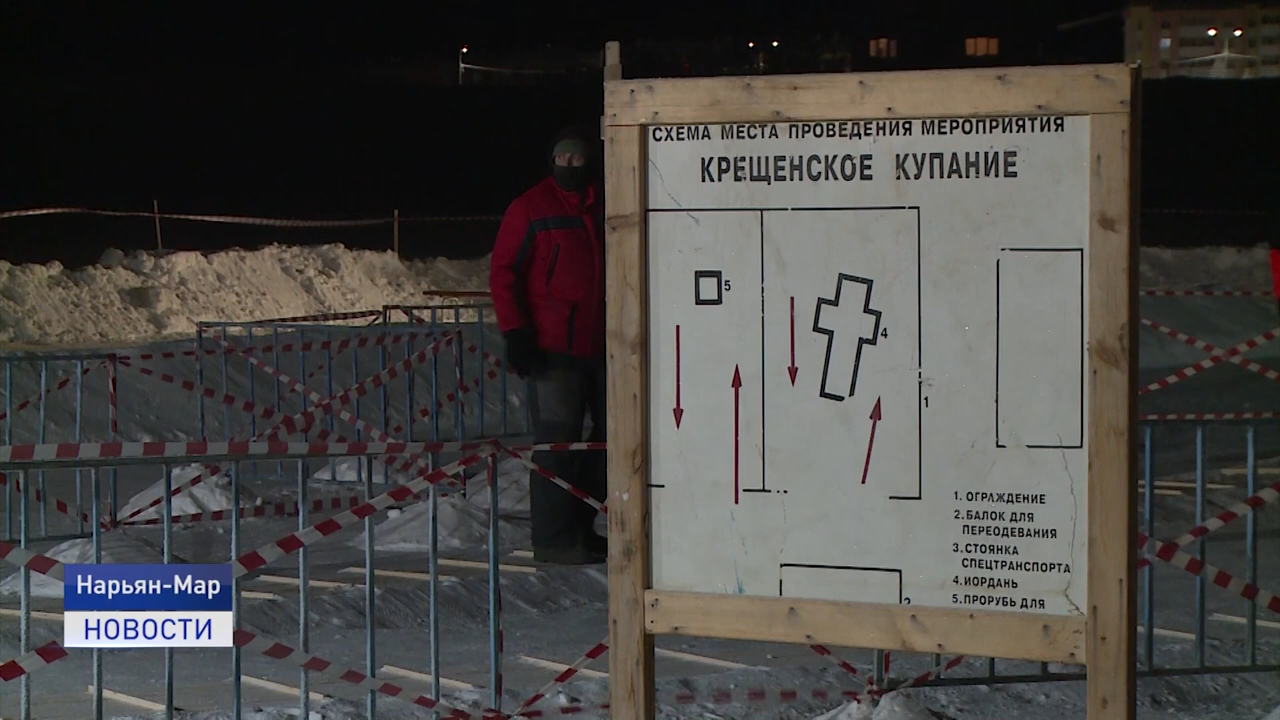 СХЕМА МЕСТА ПРОВЕДЕНИЯ МЕРОПРИЯТИЯ
КРЕЩЕНСКОЕ КУПАНИЕ
5
4
1
1. ОГРАЖДЕНИЕ
2. БАЛОК ДЛЯ
ПЕРЕОДЕВАНИЯ
3. СТОЯНКА
СПЕЦТРАНСПОРТА
4. ИОРДАНЬ
5. ПРОРУБЬ ДЛЯ
Нарьян-Мар
НОВОСТИ